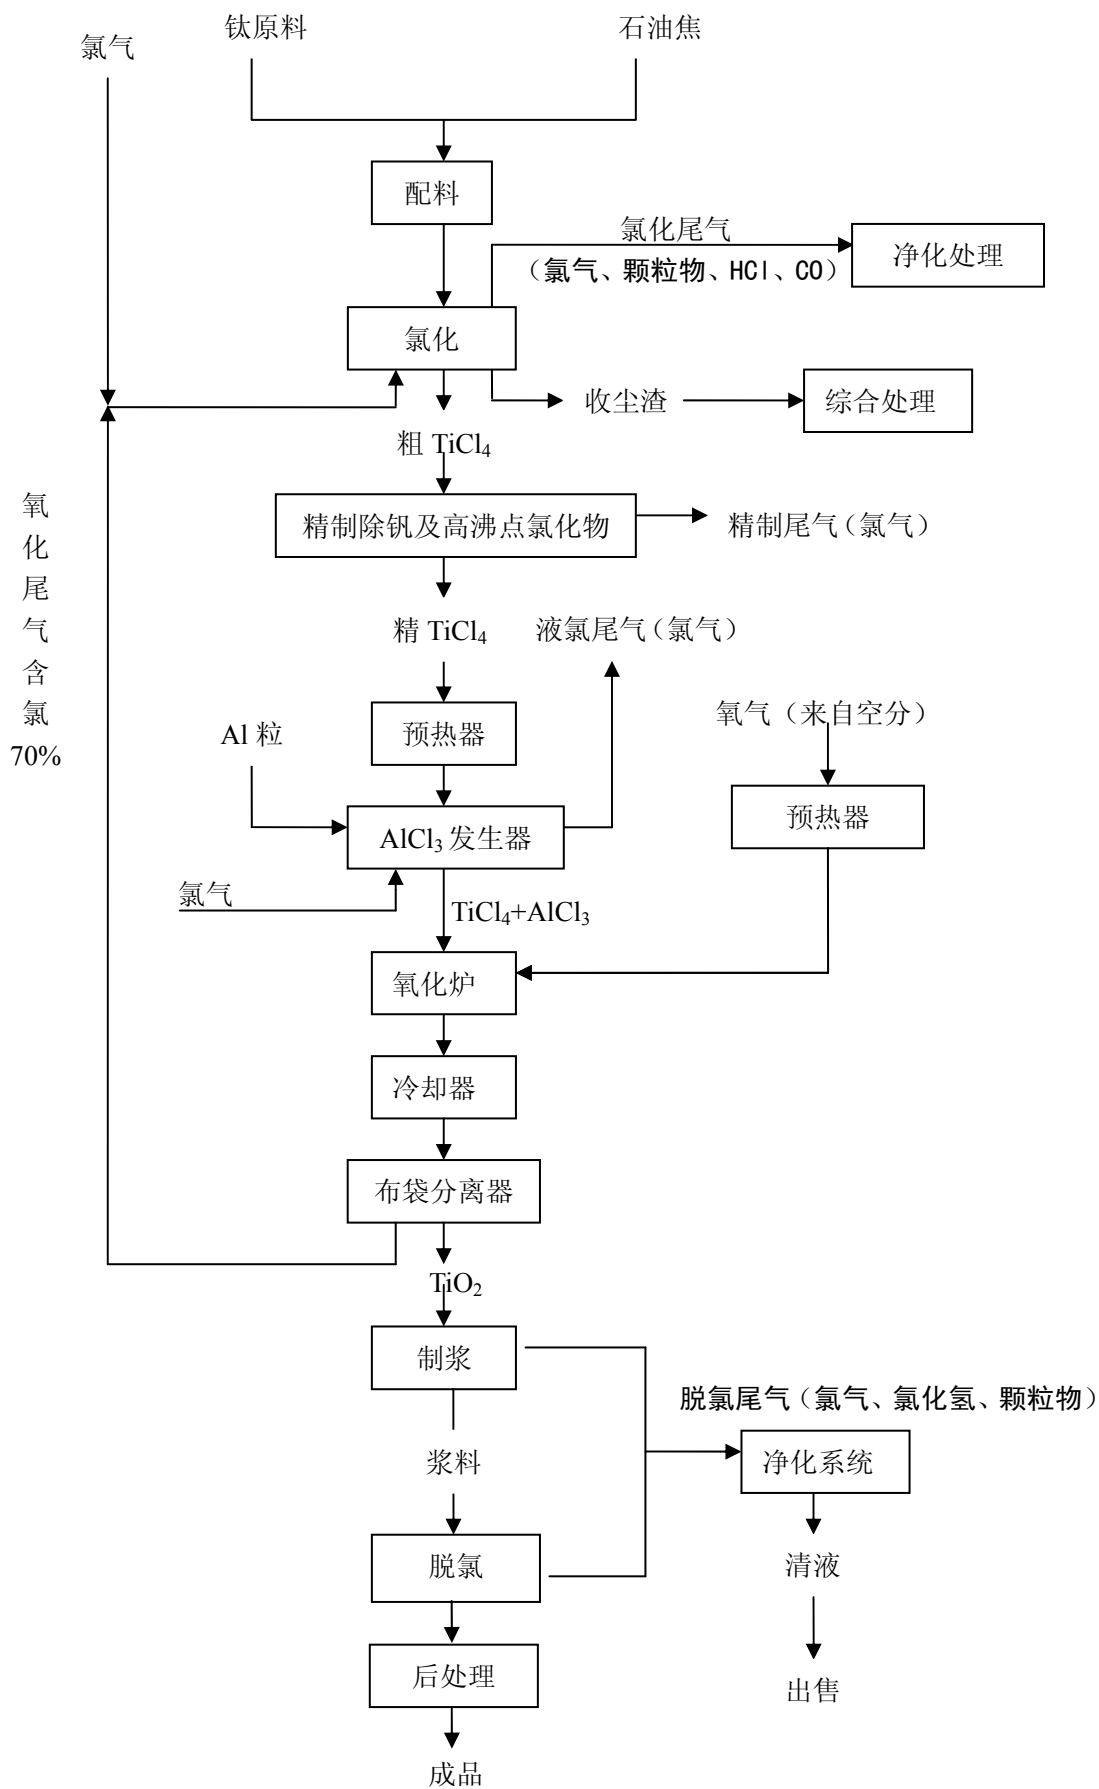 钛原料
石油焦
氯气
配料
氯化尾气
（氯气、颗粒物、HCl、CO）
净化处理
氯化
收尘渣
综合处理
粗 TiCl₄
氧
化
尾
气
含
氯
70%
精制除钒及高沸点氯化物
精制尾气（氯气）
精 TiCl₄
液氯尾气（氯气）
氧气（来自空分）
Al 粒
预热器
预热器
AlCl₃ 发生器
氯气
TiCl₄+AlCl₃
氧化炉
冷却器
布袋分离器
TiO₂
制浆
脱氯尾气（氯气、氯化氢、颗粒物）
浆料
净化系统
脱氯
清液
后处理
出售
成品